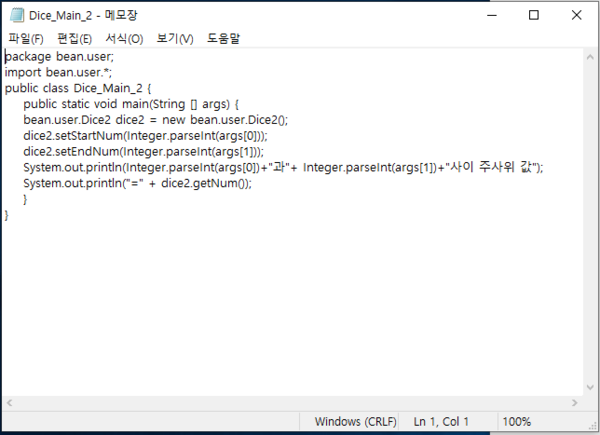 Dice_Main_2 - 메모장
파일(F) 편집(E) 서식(O) 보기(V) 도움말
package bean.user;
import bean.user.*;
public class Dice_Main_2 {
public static void main(String [] args) {
bean.user.Dice2 dice2 = new bean.user.Dice2();
dice2.setStartNum(Integer.parseInt(args[0]));
dice2.setEndNum(Integer.parseInt(args[1]));
System.out.println(Integer.parseInt(args[0])+"과"+ Integer.parseInt(args[1])+"사이 주사위 값");
System.out.println("=" + dice2.getNum());
}
}
Windows (CRLF) Ln 1, Col 1 100%